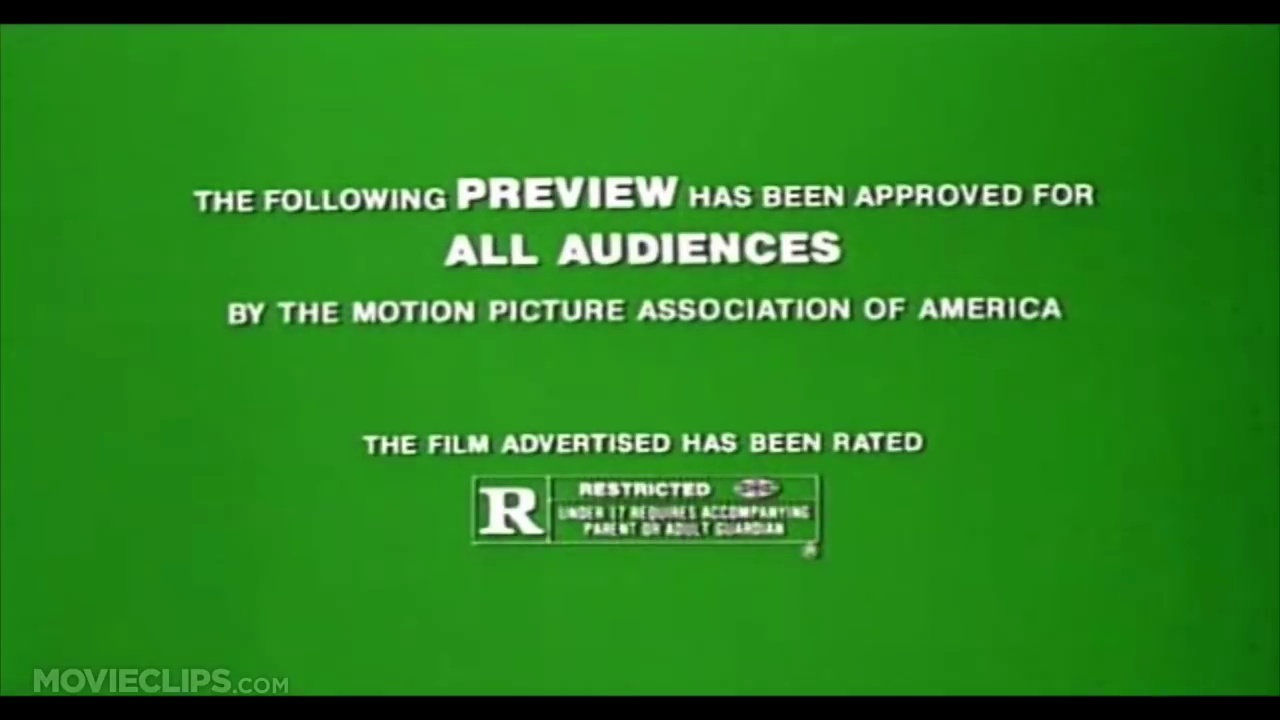 THE FOLLOWING PREVIEW HAS BEEN APPROVED FOR
ALL AUDIENCES
BY THE MOTION PICTURE ASSOCIATION OF AMERICA
THE FILM ADVERTISED HAS BEEN RATED
R
RESTRICTED
UNDER 17 REQUIRES ACCOMPANYING
PARENT OR ADULT GUARDIAN
MOVIECLIPS.COM